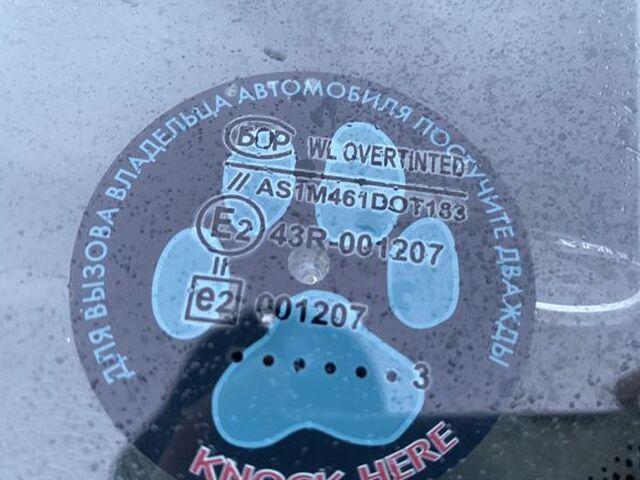 ДЛЯ ВЫЗОВА ВЛАДЕЛЬЦА АВТОМОБИЛЯ ПОСТУЧИТЕ ДВАЖДЫ
БОР WL OVERTINTED
// AS1M461DOT183
E2 43R-001207
//
e2 001207
• • • • • • 3
KNOCK HERE